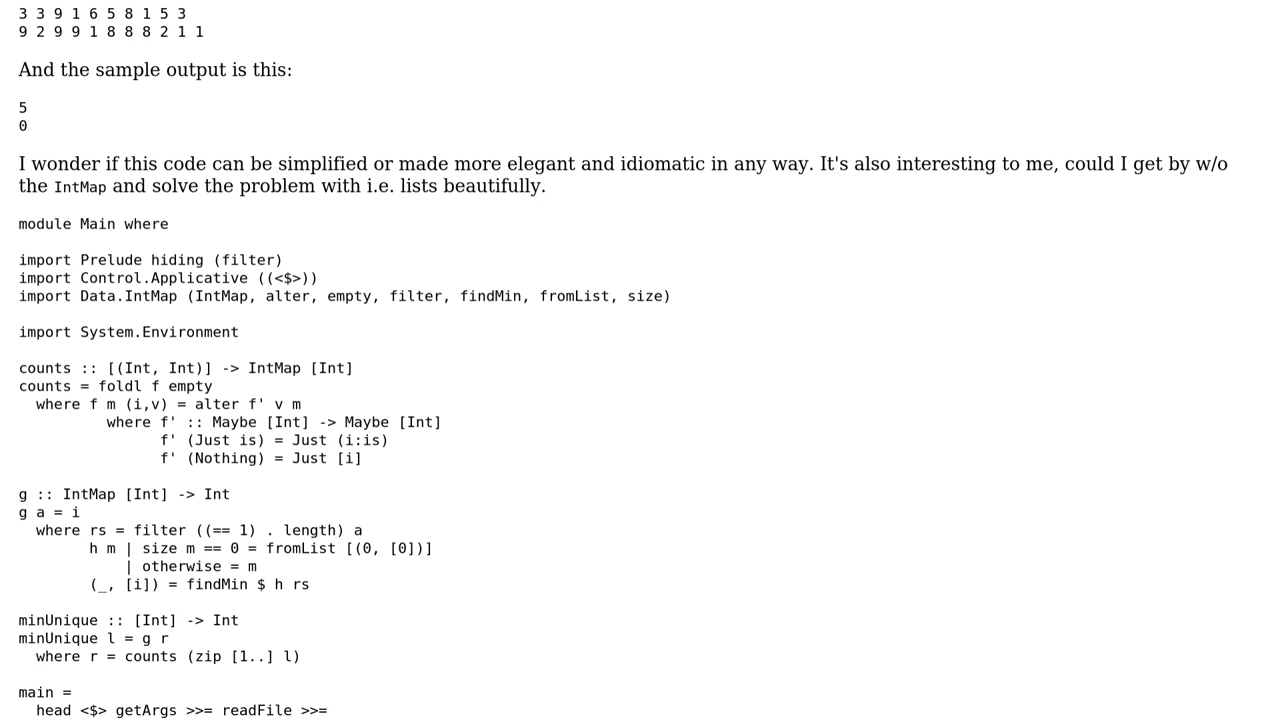 3 3 9 1 6 5 8 1 5 3
9 2 9 9 1 8 8 8 2 1 1
And the sample output is this:
5
0
I wonder if this code can be simplified or made more elegant and idiomatic in any way. It's also interesting to me, could I get by w/o
the IntMap and solve the problem with i.e. lists beautifully.
module Main where
import Prelude hiding (filter)
import Control.Applicative ((<$>))
import Data.IntMap (IntMap, alter, empty, filter, findMin, fromList, size)
import System.Environment
counts :: [(Int, Int)] -> IntMap [Int]
counts = foldl f empty
  where f m (i,v) = alter f' v m
          where f' :: Maybe [Int] -> Maybe [Int]
                f' (Just is) = Just (i:is)
                f' (Nothing) = Just [i]
g :: IntMap [Int] -> Int
g a = i
  where rs = filter ((== 1) . length) a
        h m | size m == 0 = fromList [(0, [0])]
            | otherwise = m
        (_, [i]) = findMin $ h rs
minUnique :: [Int] -> Int
minUnique l = g r
  where r = counts (zip [1..] l)
main =
  head <$> getArgs >>= readFile >>=